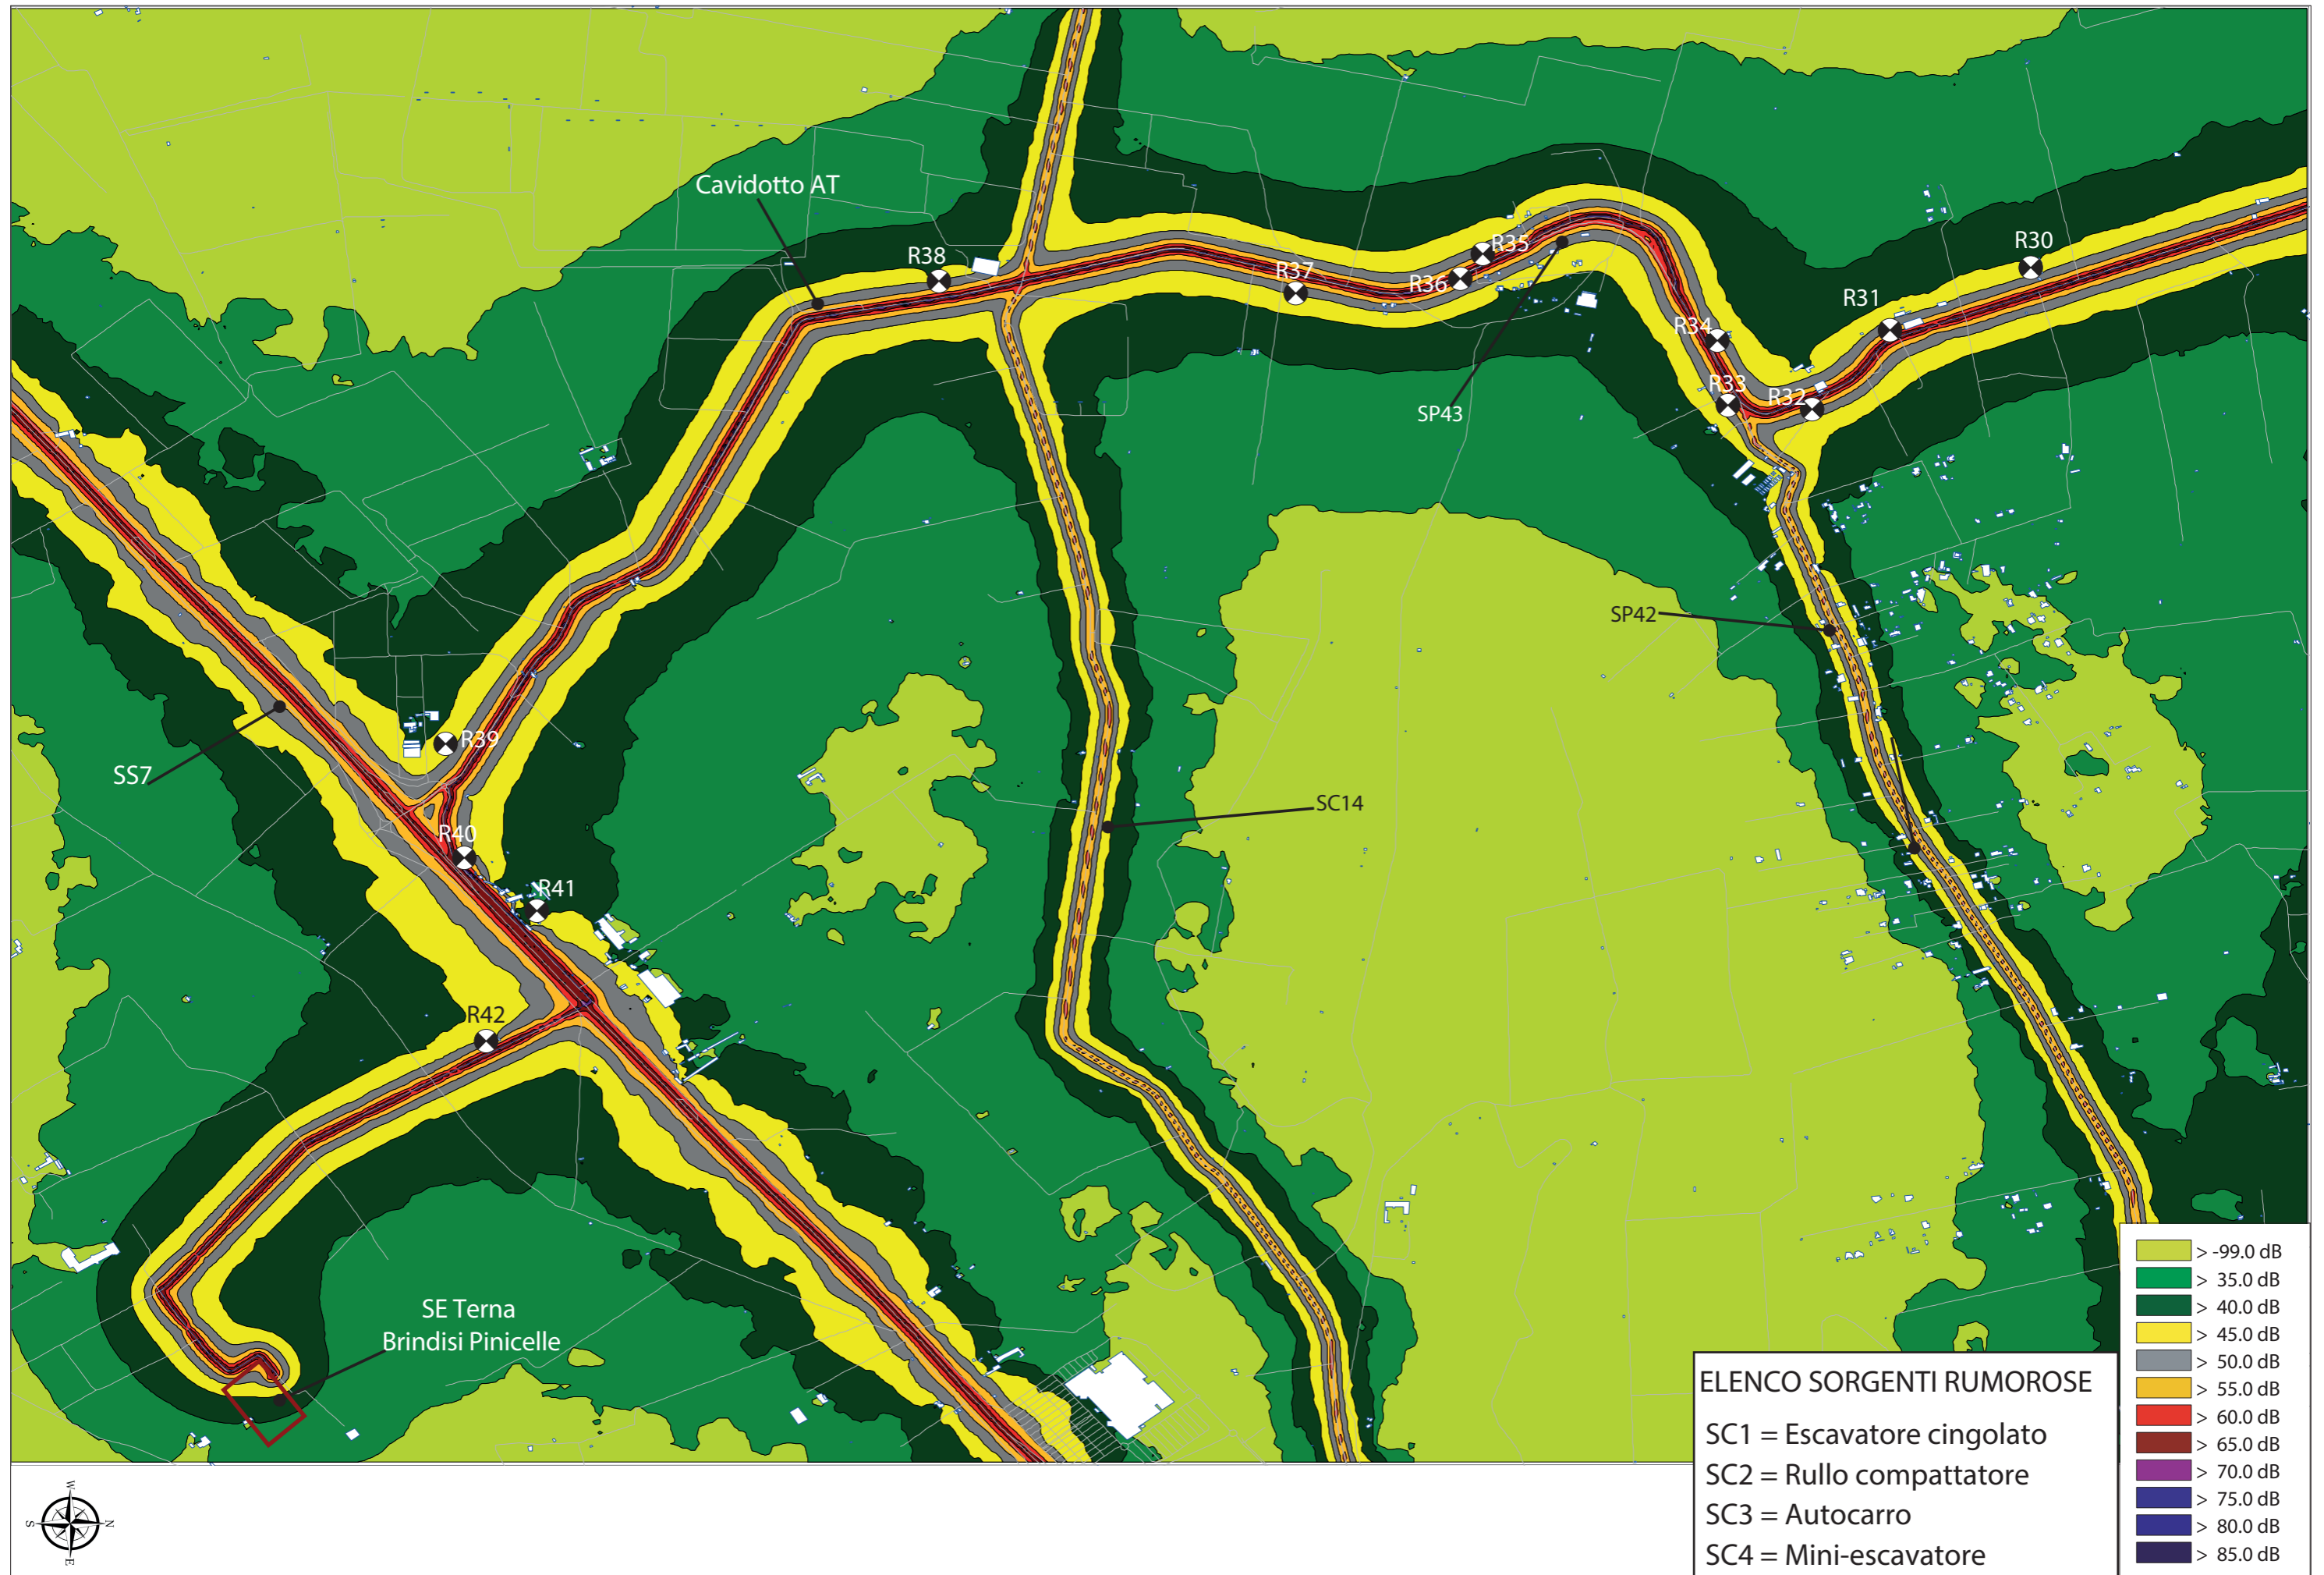 Cavidotto AT
R38
R37
R36
R35
R34
R33
R32
R31
R30
SP43
SP42
SC14
SS7
R39
R40
R41
R42
SE Terna
Brindisi Pinicelle
> -99.0 dB
> 35.0 dB
> 40.0 dB
> 45.0 dB
> 50.0 dB
> 55.0 dB
> 60.0 dB
> 65.0 dB
> 70.0 dB
> 75.0 dB
> 80.0 dB
> 85.0 dB
ELENCO SORGENTI RUMOROSE
SC1 = Escavatore cingolato
SC2 = Rullo compattatore
SC3 = Autocarro
SC4 = Mini-escavatore
W
S
N
E